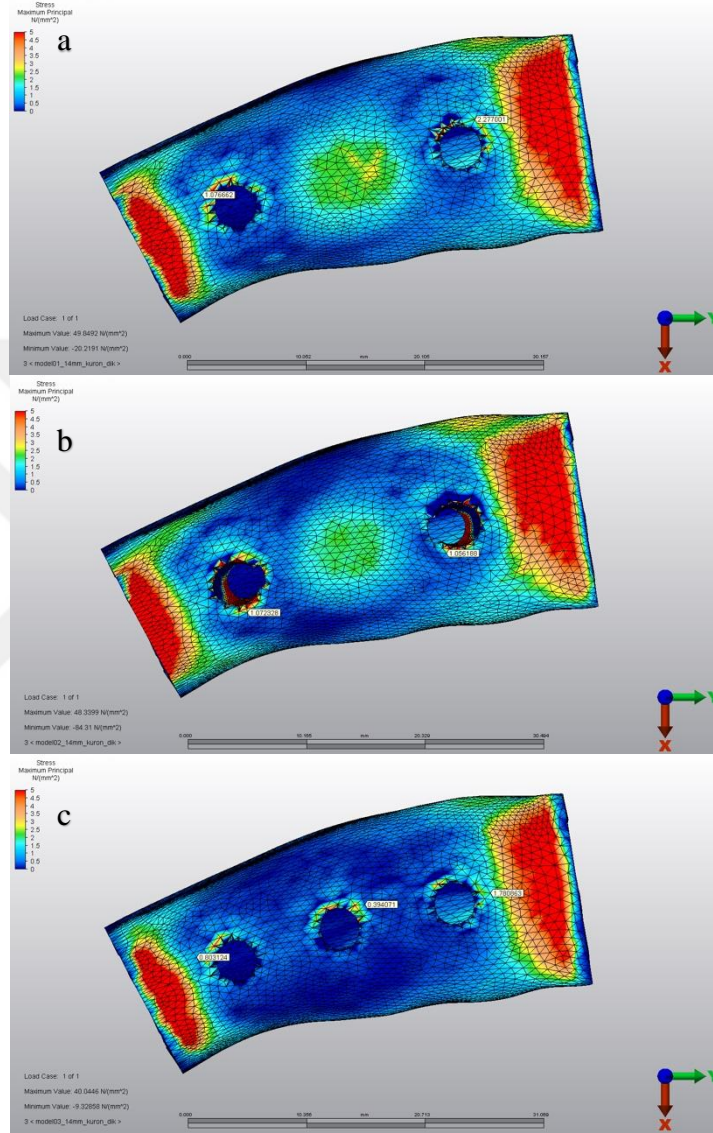 Stress
Maximum Principal
N/(mm^2)
a
5
4.5
4
3.5
3
2.5
2
1.5
1
0.5
0
2.277001
1.076662
Load Case: 1 of 1
Maximum Value: 49.8492 N/(mm^2)
Minimum Value: -20.2191 N/(mm^2)
3 < model01_14mm_kuron_dik >
0.000
mm
Y
X
Stress
Maximum Principal
N/(mm^2)
b
5
4.5
4
3.5
3
2.5
2
1.5
1
0.5
0
1.072328
Load Case: 1 of 1
Maximum Value: 48.3399 N/(mm^2)
Minimum Value: -84.31 N/(mm^2)
3 < model02_14mm_kuron_dik >
0.000
mm
Y
X
Stress
Maximum Principal
N/(mm^2)
c
5
4.5
4
3.5
3
2.5
2
1.5
1
0.5
0
1.780863
0.394071
0.803124
Load Case: 1 of 1
Maximum Value: 40.0446 N/(mm^2)
Minimum Value: -9.32858 N/(mm^2)
3 < model03_14mm_kuron_dik >
0.000
mm
Y
X